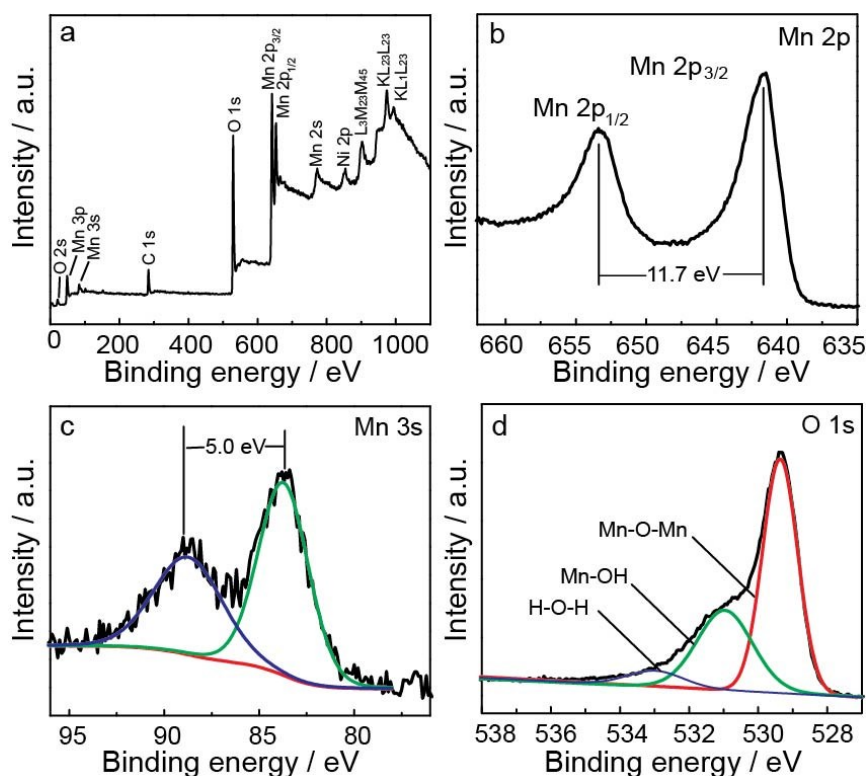 a
Intensity / a.u.
O 2s
Mn 3p
Mn 3s
C 1s
O 1s
Mn 2p3/2
Mn 2p1/2
Mn 2s
Ni 2p
L3M23M45
KL23L23
KL1L23
0 200 400 600 800 1000
Binding energy / eV
b
Mn 2p
Intensity / a.u.
Mn 2p3/2
Mn 2p1/2
11.7 eV
660 655 650 645 640 635
Binding energy / eV
c
Mn 3s
Intensity / a.u.
5.0 eV
95 90 85 80
Binding energy / eV
d
O 1s
Intensity / a.u.
Mn-O-Mn
Mn-OH
H-O-H
538 536 534 532 530 528
Binding energy / eV